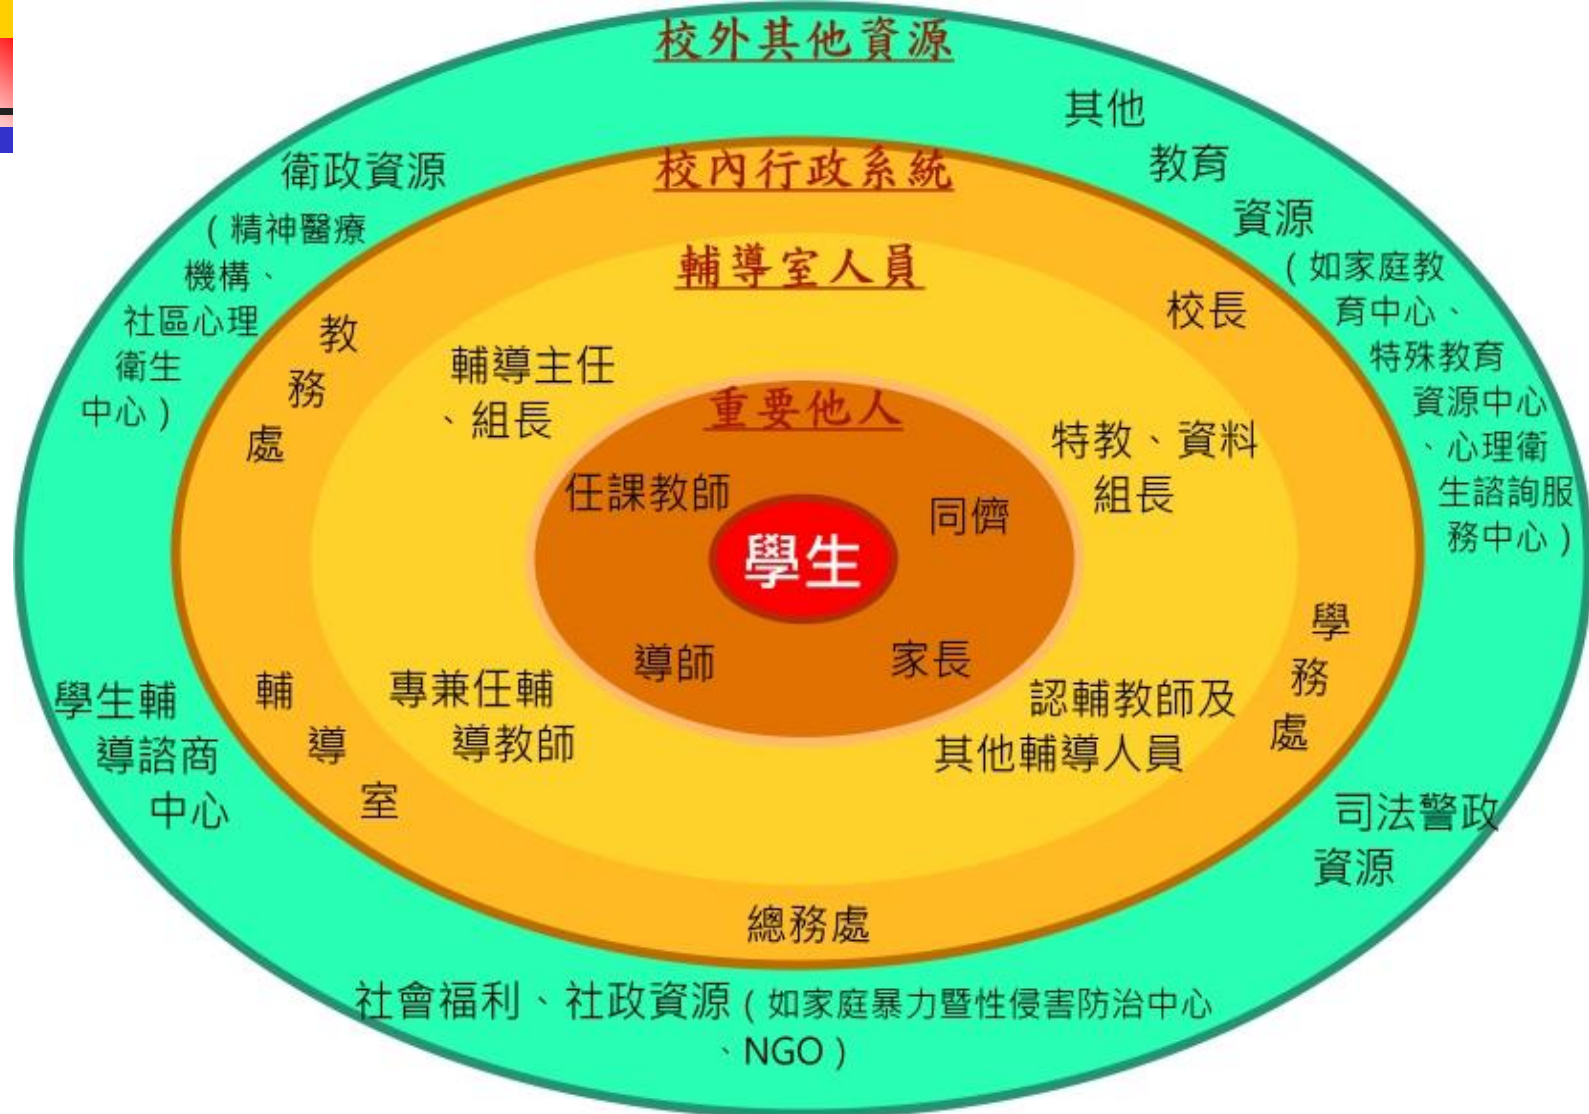 校外其他資源
其他
教育
資源
(如家庭教
育中心、
特殊教育
資源中心
、心理衛
生諮詢服
務中心)
衛政資源
(精神醫療
機構、
社區心理
衛生
中心)
校內行政系統
教
務
處
校長
輔導室人員
輔導主任
、組長
特教、資料
組長
重要他人
任課教師
同儕
學生
導師
家長
專兼任輔
導教師
認輔教師及
其他輔導人員
輔
導
室
學
務
處
總務處
學生輔
導諮商
中心
司法警政
資源
社會福利、社政資源(如家庭暴力暨性侵害防治中心
、NGO)